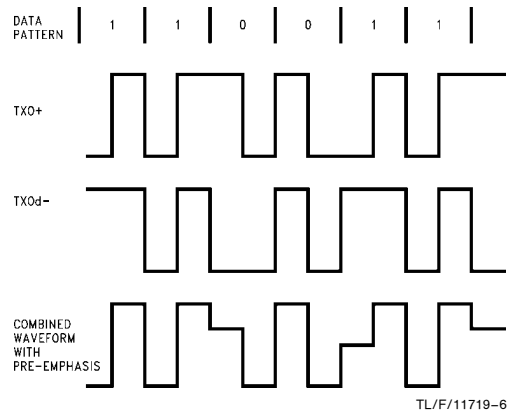 DATA
PATTERN
1 1 0 0 1 1
TXO+
TXOd-
COMBINED
WAVEFORM
WITH
PRE-EMPHASIS
TL/F/11719-6